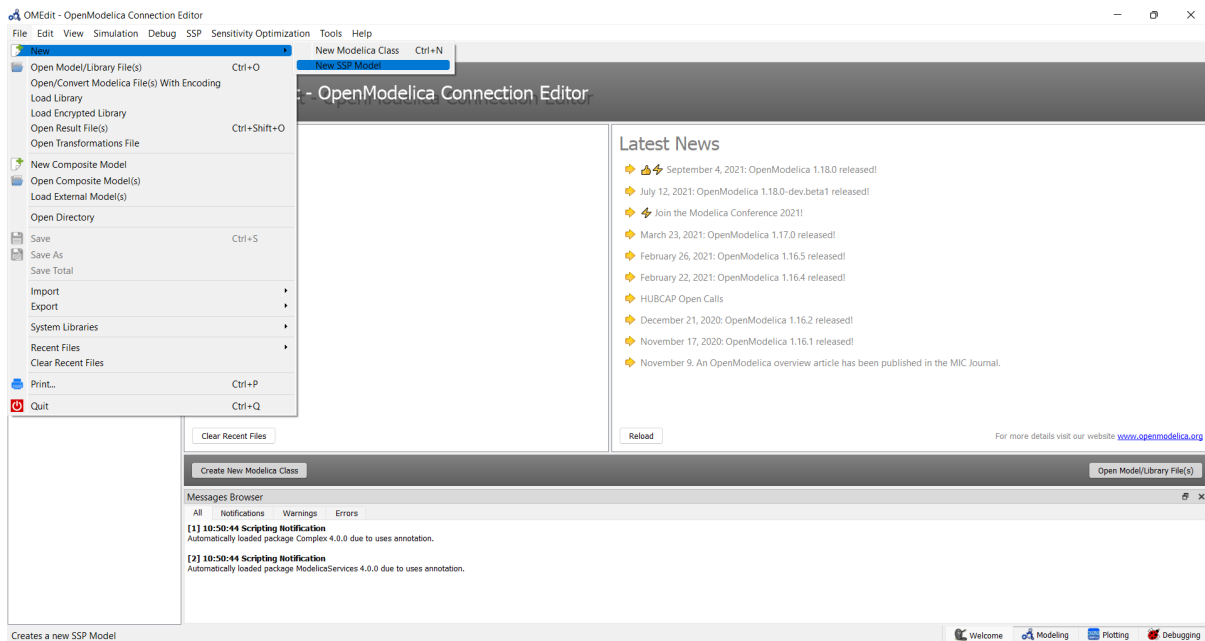 OMEdit - OpenModelica Connection Editor
File Edit View Simulation Debug SSP Sensitivity Optimization Tools Help
New
New Modelica Class Ctrl+N
New SSP Model
Open Model/Library File(s) Ctrl+O
Open/Convert Modelica File(s) With Encoding
Load Library
Load Encrypted Library
Open Result File(s) Ctrl+Shift+O
Open Transformations File
New Composite Model
Open Composite Model(s)
Load External Model(s)
Open Directory
Save Ctrl+S
Save As
Save Total
Import
Export
System Libraries
Recent Files
Clear Recent Files
Print... Ctrl+P
Quit Ctrl+Q
- OpenModelica Connection Editor
Latest News
September 4, 2021: OpenModelica 1.18.0 released!
July 12, 2021: OpenModelica 1.18.0-dev.beta1 released!
Join the Modelica Conference 2021!
March 23, 2021: OpenModelica 1.17.0 released!
February 26, 2021: OpenModelica 1.16.5 released!
February 22, 2021: OpenModelica 1.16.4 released!
HUBCAP Open Calls
December 21, 2020: OpenModelica 1.16.2 released!
November 17, 2020: OpenModelica 1.16.1 released!
November 9. An OpenModelica overview article has been published in the MIC Journal.
Clear Recent Files
Reload
For more details visit our website www.openmodelica.org
Create New Modelica Class
Open Model/Library File(s)
Messages Browser
All Notifications Warnings Errors
[1] 10:50:44 Scripting Notification
Automatically loaded package Complex 4.0.0 due to uses annotation.
[2] 10:50:44 Scripting Notification
Automatically loaded package ModelicaServices 4.0.0 due to uses annotation.
Creates a new SSP Model
Welcome Modeling Plotting Debugging